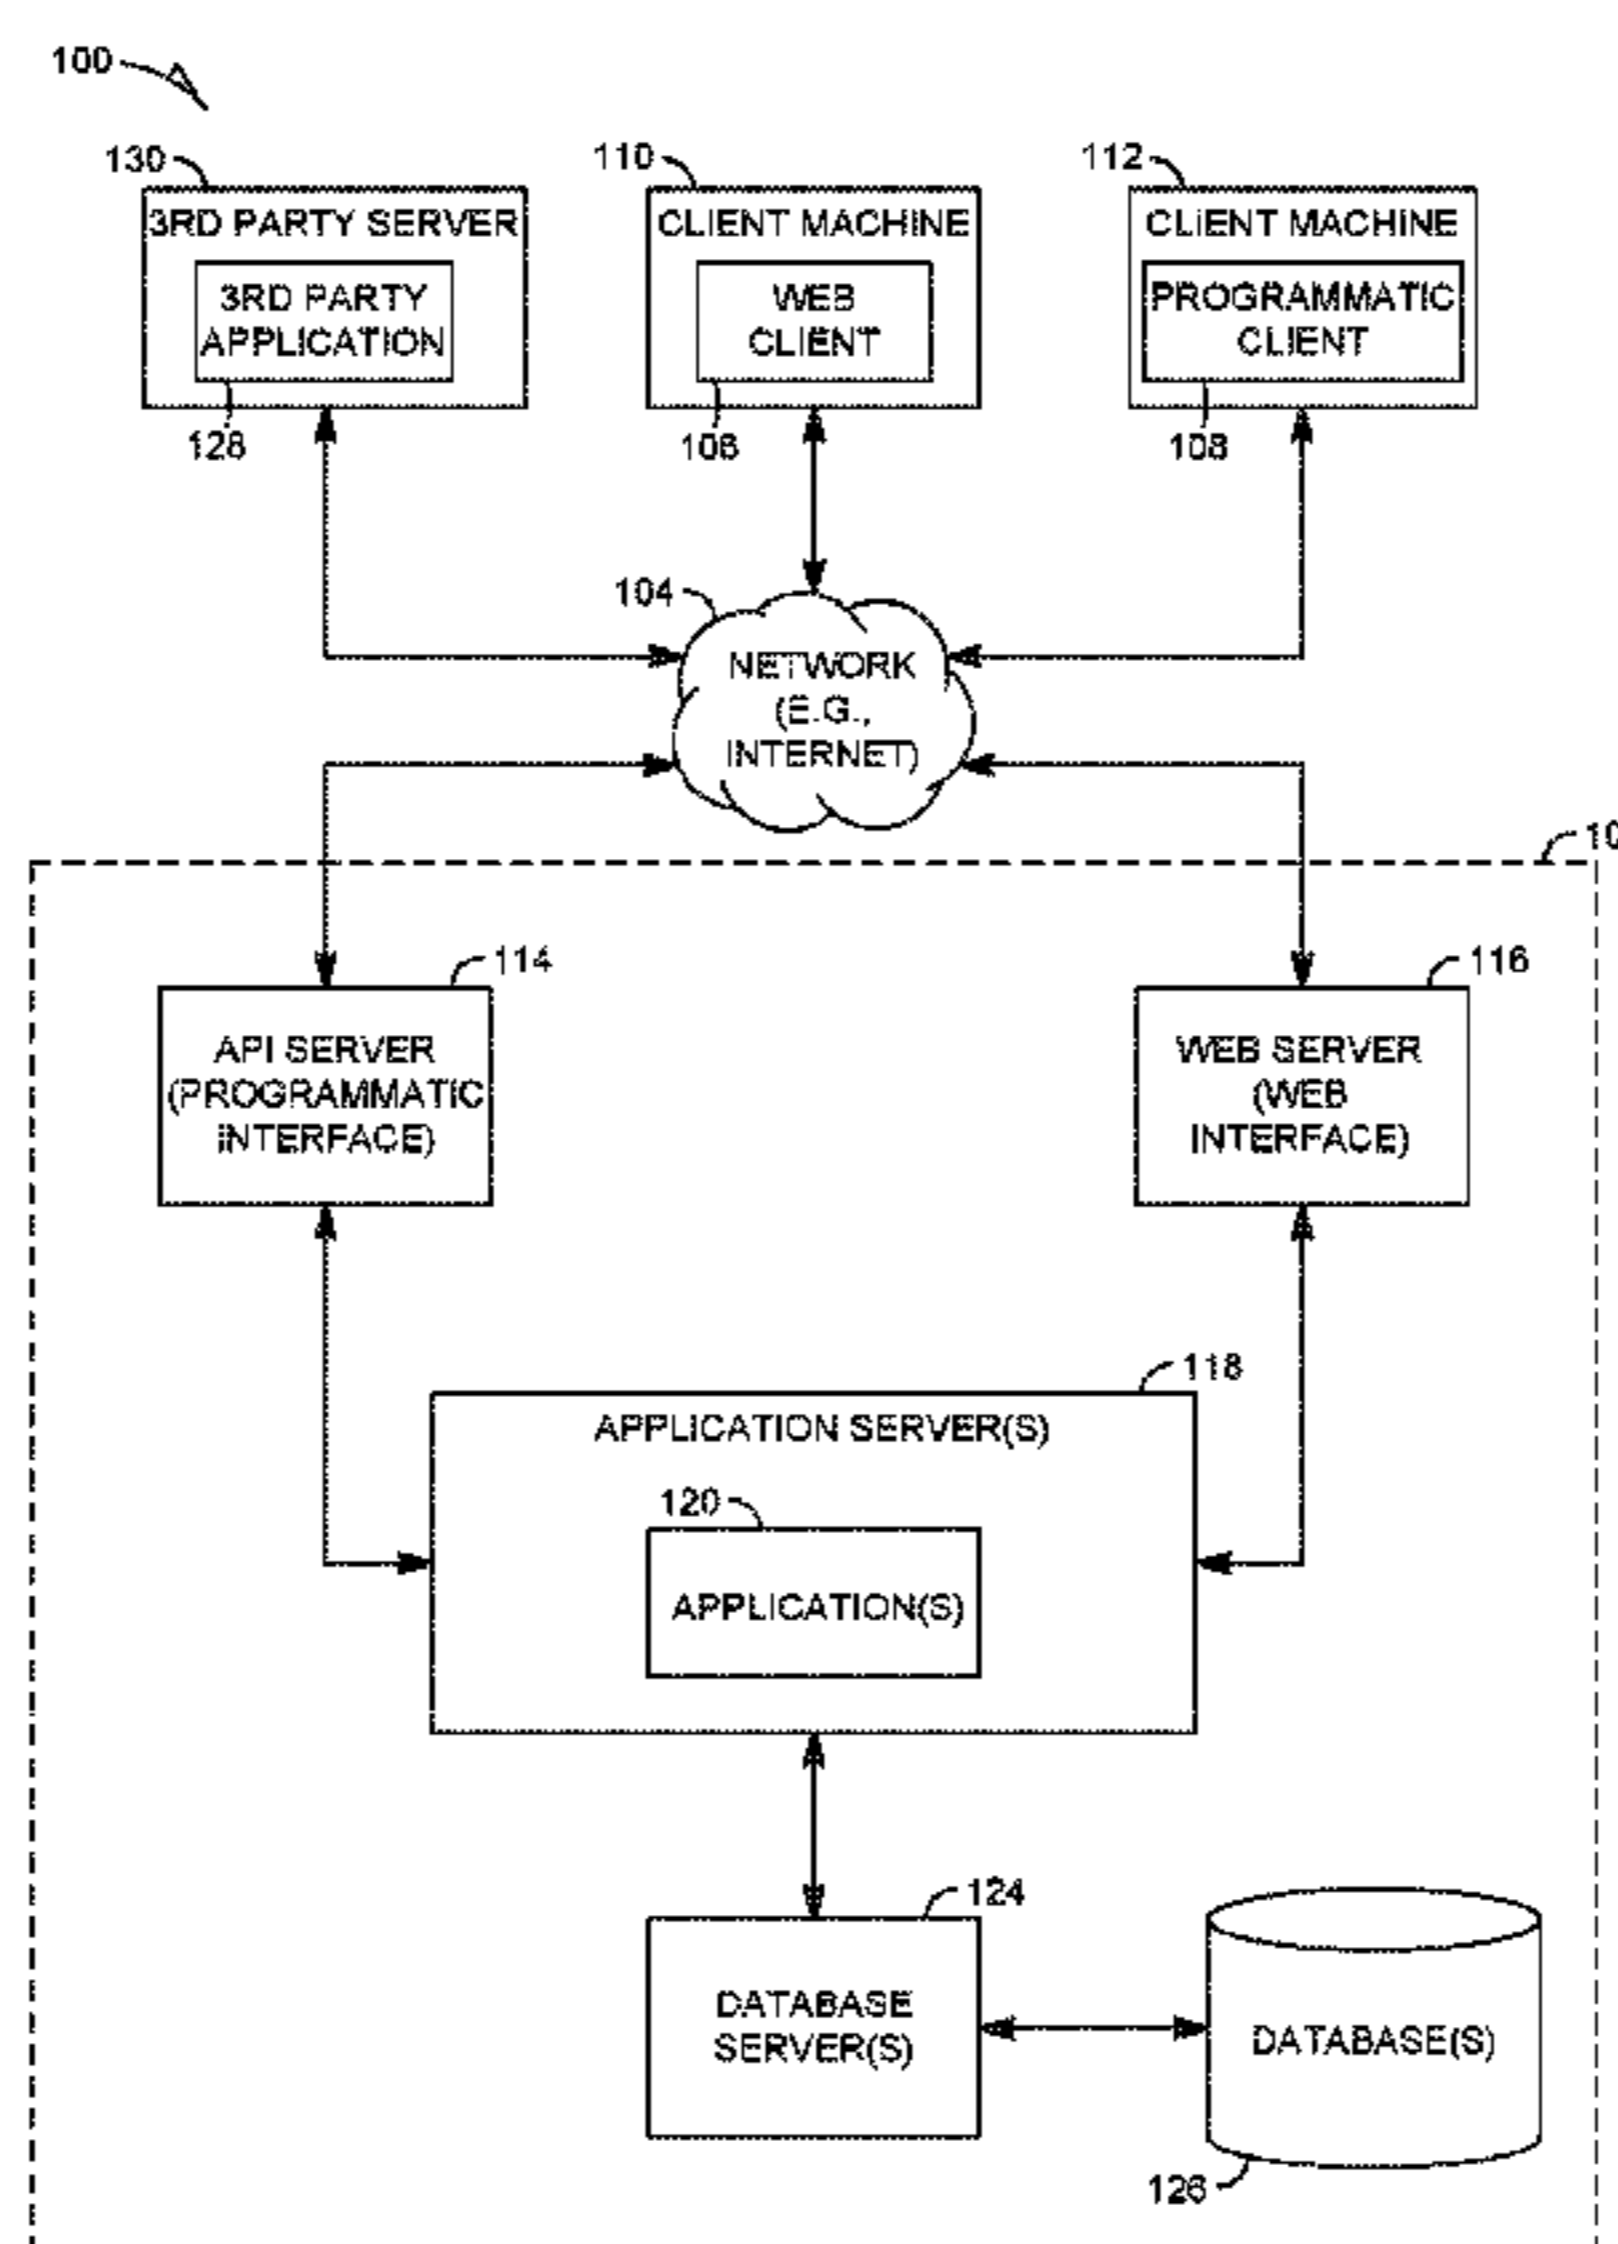 100
130
110
112
3RD PARTY SERVER
CLIENT MACHINE
CLIENT MACHINE
3RD PARTY
APPLICATION
WEB
CLIENT
PROGRAMMATIC
CLIENT
128
106
108
104
NETWORK
(E.G.,
INTERNET)
10
114
116
API SERVER
(PROGRAMMATIC
INTERFACE)
WEB SERVER
(WEB
INTERFACE)
118
APPLICATION SERVER(S)
120
APPLICATION(S)
124
DATABASE
SERVER(S)
DATABASE(S)
126